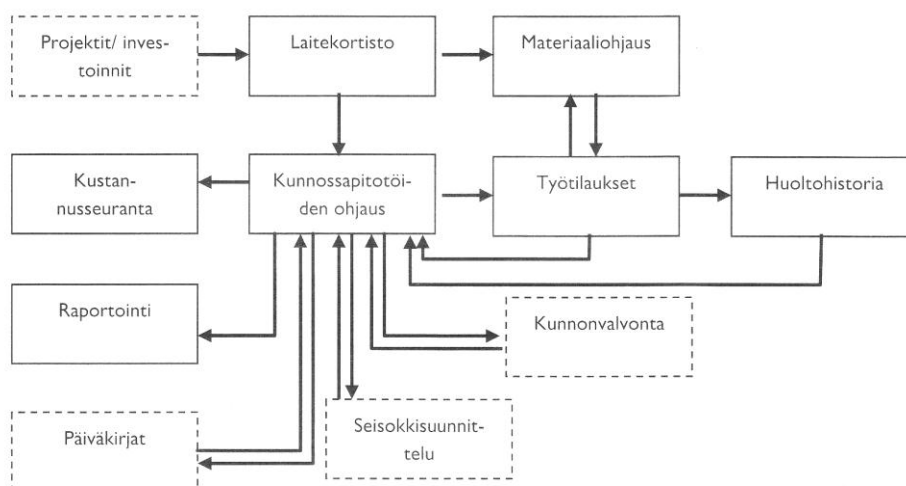 Projektit/ inves-
toinnit
Laitekortisto
Materiaaliohjaus
Kustan-
nusseuranta
Kunnossapitotöi-
den ohjaus
Työtilaukset
Huoltohistoria
Raportointi
Kunnonvalvonta
Päiväkirjat
Seisokkisuunnit-
telu